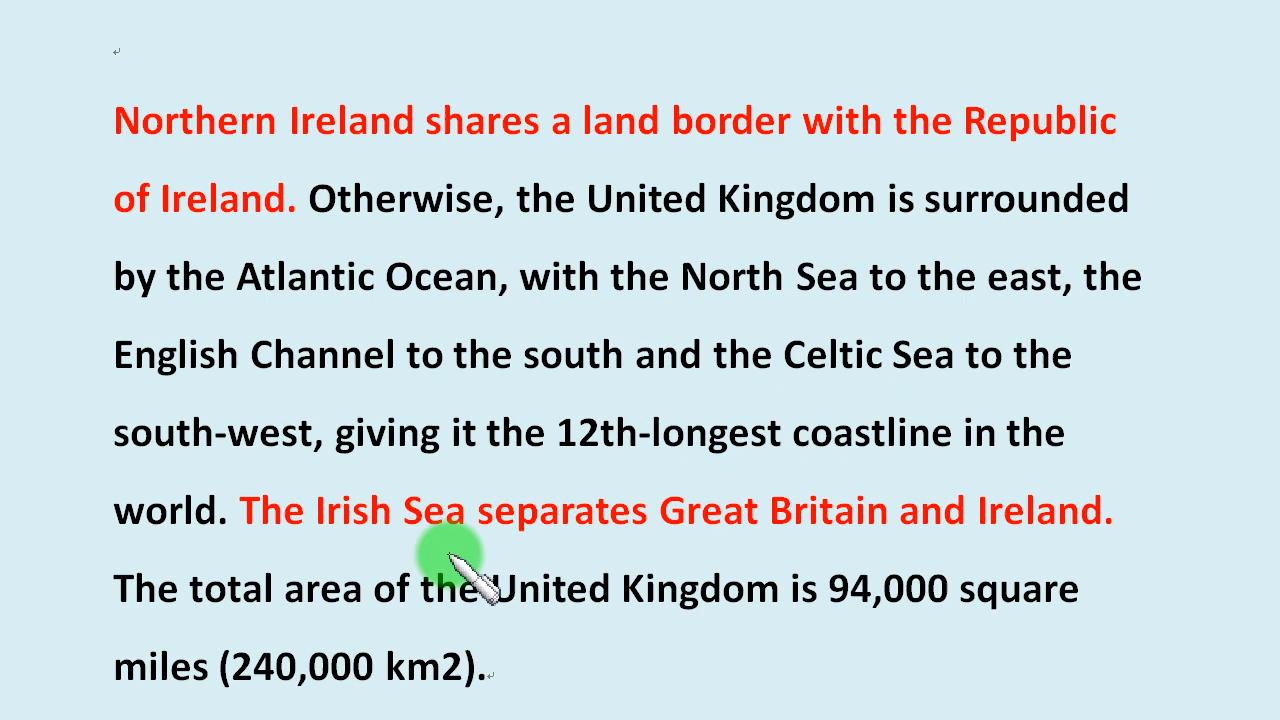 Northern Ireland shares a land border with the Republic
of Ireland. Otherwise, the United Kingdom is surrounded
by the Atlantic Ocean, with the North Sea to the east, the
English Channel to the south and the Celtic Sea to the
south-west, giving it the 12th-longest coastline in the
world. The Irish Sea separates Great Britain and Ireland.
The total area of the United Kingdom is 94,000 square
miles (240,000 km2).